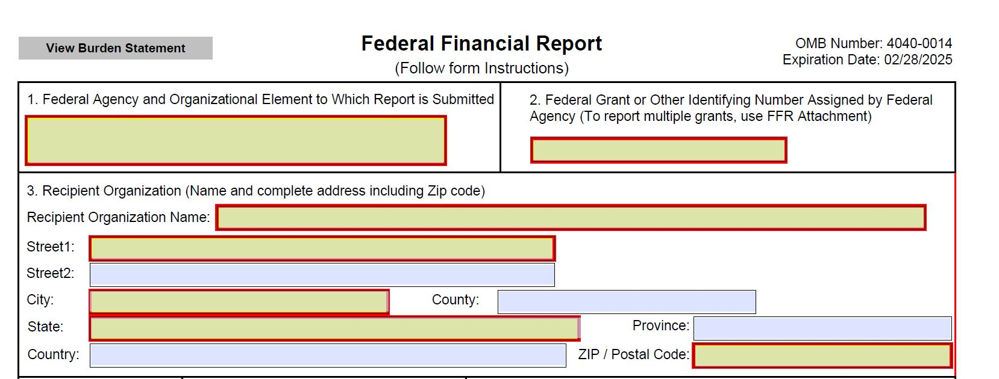 View Burden Statement
Federal Financial Report
(Follow form Instructions)
OMB Number: 4040-0014
Expiration Date: 02/28/2025
1. Federal Agency and Organizational Element to Which Report is Submitted
2. Federal Grant or Other Identifying Number Assigned by Federal
Agency (To report multiple grants, use FFR Attachment)
3. Recipient Organization (Name and complete address including Zip code)
Recipient Organization Name:
Street1:
Street2:
City:
County:
State:
Province:
Country:
ZIP / Postal Code: